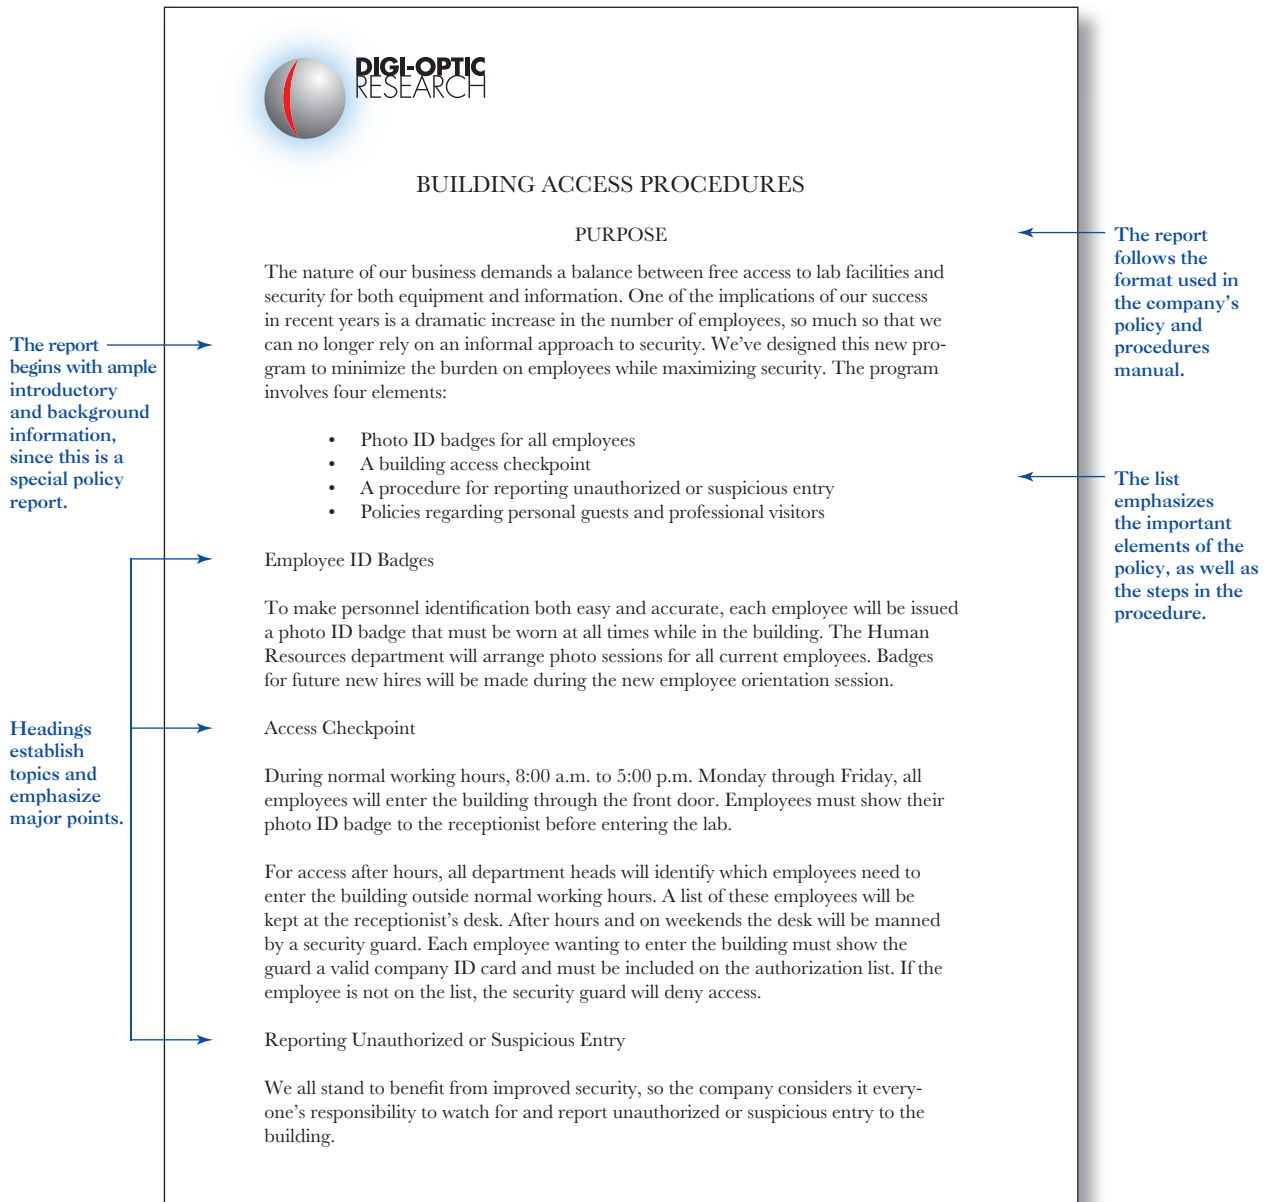 DIGI-OPTIC
RESEARCH
BUILDING ACCESS PROCEDURES
PURPOSE
The nature of our business demands a balance between free access to lab facilities and
security for both equipment and information. One of the implications of our success
in recent years is a dramatic increase in the number of employees, so much so that we
can no longer rely on an informal approach to security. We’ve designed this new pro-
gram to minimize the burden on employees while maximizing security. The program
involves four elements:
• Photo ID badges for all employees
• A building access checkpoint
• A procedure for reporting unauthorized or suspicious entry
• Policies regarding personal guests and professional visitors
Employee ID Badges
To make personnel identification both easy and accurate, each employee will be issued
a photo ID badge that must be worn at all times while in the building. The Human
Resources department will arrange photo sessions for all current employees. Badges
for future new hires will be made during the new employee orientation session.
Access Checkpoint
During normal working hours, 8:00 a.m. to 5:00 p.m. Monday through Friday, all
employees will enter the building through the front door. Employees must show their
photo ID badge to the receptionist before entering the lab.
For access after hours, all department heads will identify which employees need to
enter the building outside normal working hours. A list of these employees will be
kept at the receptionist’s desk. After hours and on weekends the desk will be manned
by a security guard. Each employee wanting to enter the building must show the
guard a valid company ID card and must be included on the authorization list. If the
employee is not on the list, the security guard will deny access.
Reporting Unauthorized or Suspicious Entry
We all stand to benefit from improved security, so the company considers it every-
one’s responsibility to watch for and report unauthorized or suspicious entry to the
building.
The report
begins with ample
introductory
and background
information,
since this is a
special policy
report.
Headings
establish
topics and
emphasize
major points.
The report
follows the
format used in
the company’s
policy and
procedures
manual.
The list
emphasizes
the important
elements of the
policy, as well as
the steps in the
procedure.